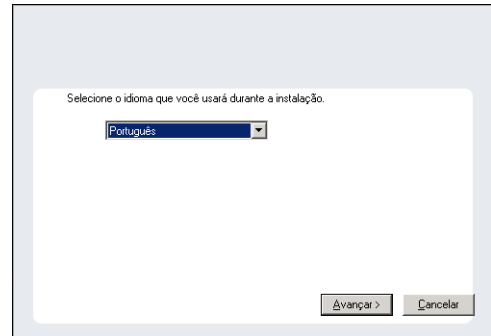 Selecione o idioma que você usará durante a instalação.
Português
Avançar >
Cancelar